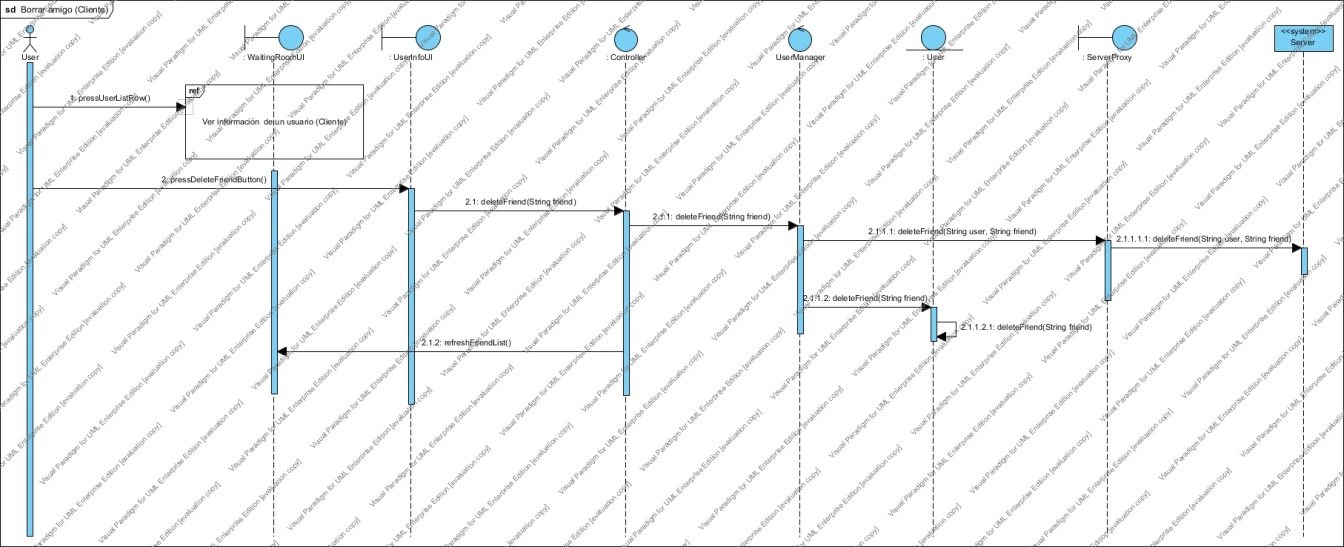 sd Borrar amigo (Cliente)
User
: WaitingRoomUI
: UserInfoUI
: Controller
UserManager
: User
: ServerProxy
<<system>>
Server
1: pressUserListRow()
ref
Ver información de un usuario (Cliente)
2: pressDeleteFriendButton()
2.1: deleteFriend(String friend)
2.1.1: deleteFriend(String friend)
2.1.1.1: deleteFriend(String user, String friend)
2.1.1.1.1: deleteFriend(String user, String friend)
2.1.1.2: deleteFriend(String friend)
2.1.1.2.1: deleteFriend(String friend)
2.1.2: refreshFriendList()
Visual Paradigm for UML Enterprise Edition [evaluation copy]